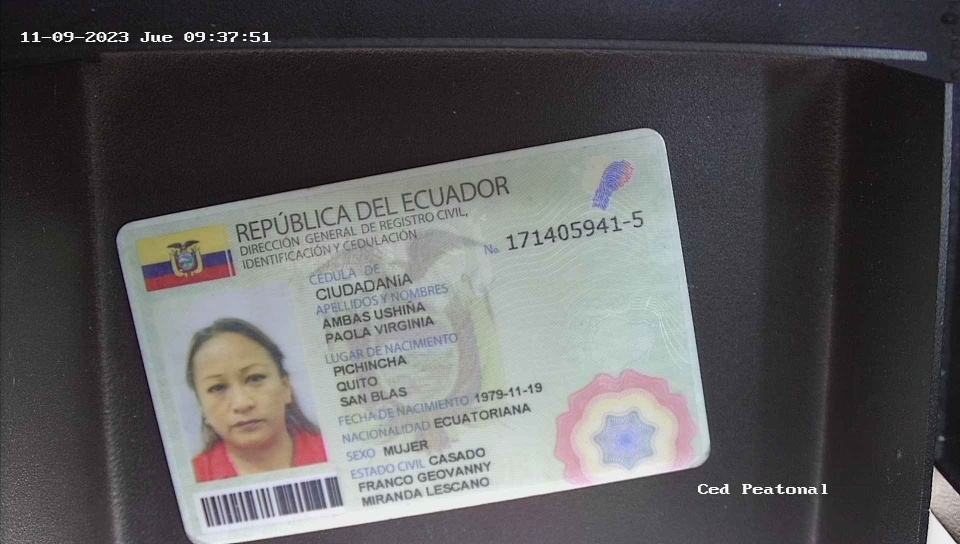 11-09-2023 Jue 09:37:51
REPÚBLICA DEL ECUADOR
DIRECCIÓN GENERAL DE REGISTRO CIVIL,
IDENTIFICACIÓN Y CEDULACIÓN
No 171405941-5
CÉDULA DE
CIUDADANÍA
APELLIDOS Y NOMBRES
AMBAS USHIÑA
PAOLA VIRGINIA
LUGAR DE NACIMIENTO
PICHINCHA
QUITO
SAN BLAS
FECHA DE NACIMIENTO 1979-11-19
NACIONALIDAD ECUATORIANA
SEXO MUJER
ESTADO CIVIL CASADO
FRANCO GEOVANNY
MIRANDA LESCANO
Ced Peatonal